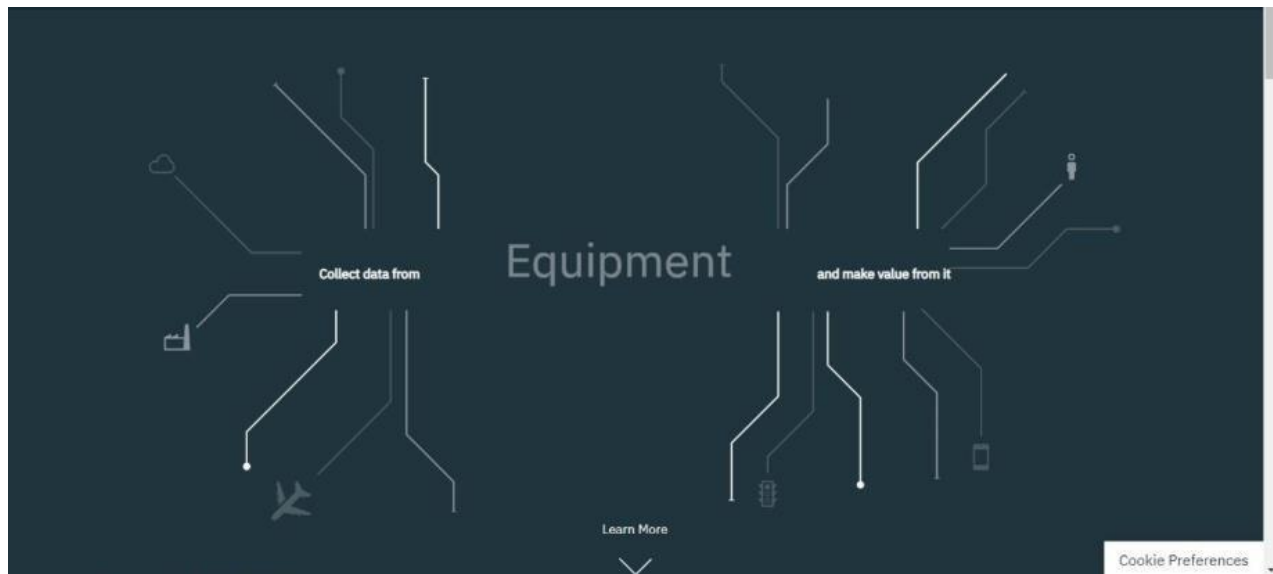 Collect data from
Equipment
and make value from it
Learn More
Cookie Preferences